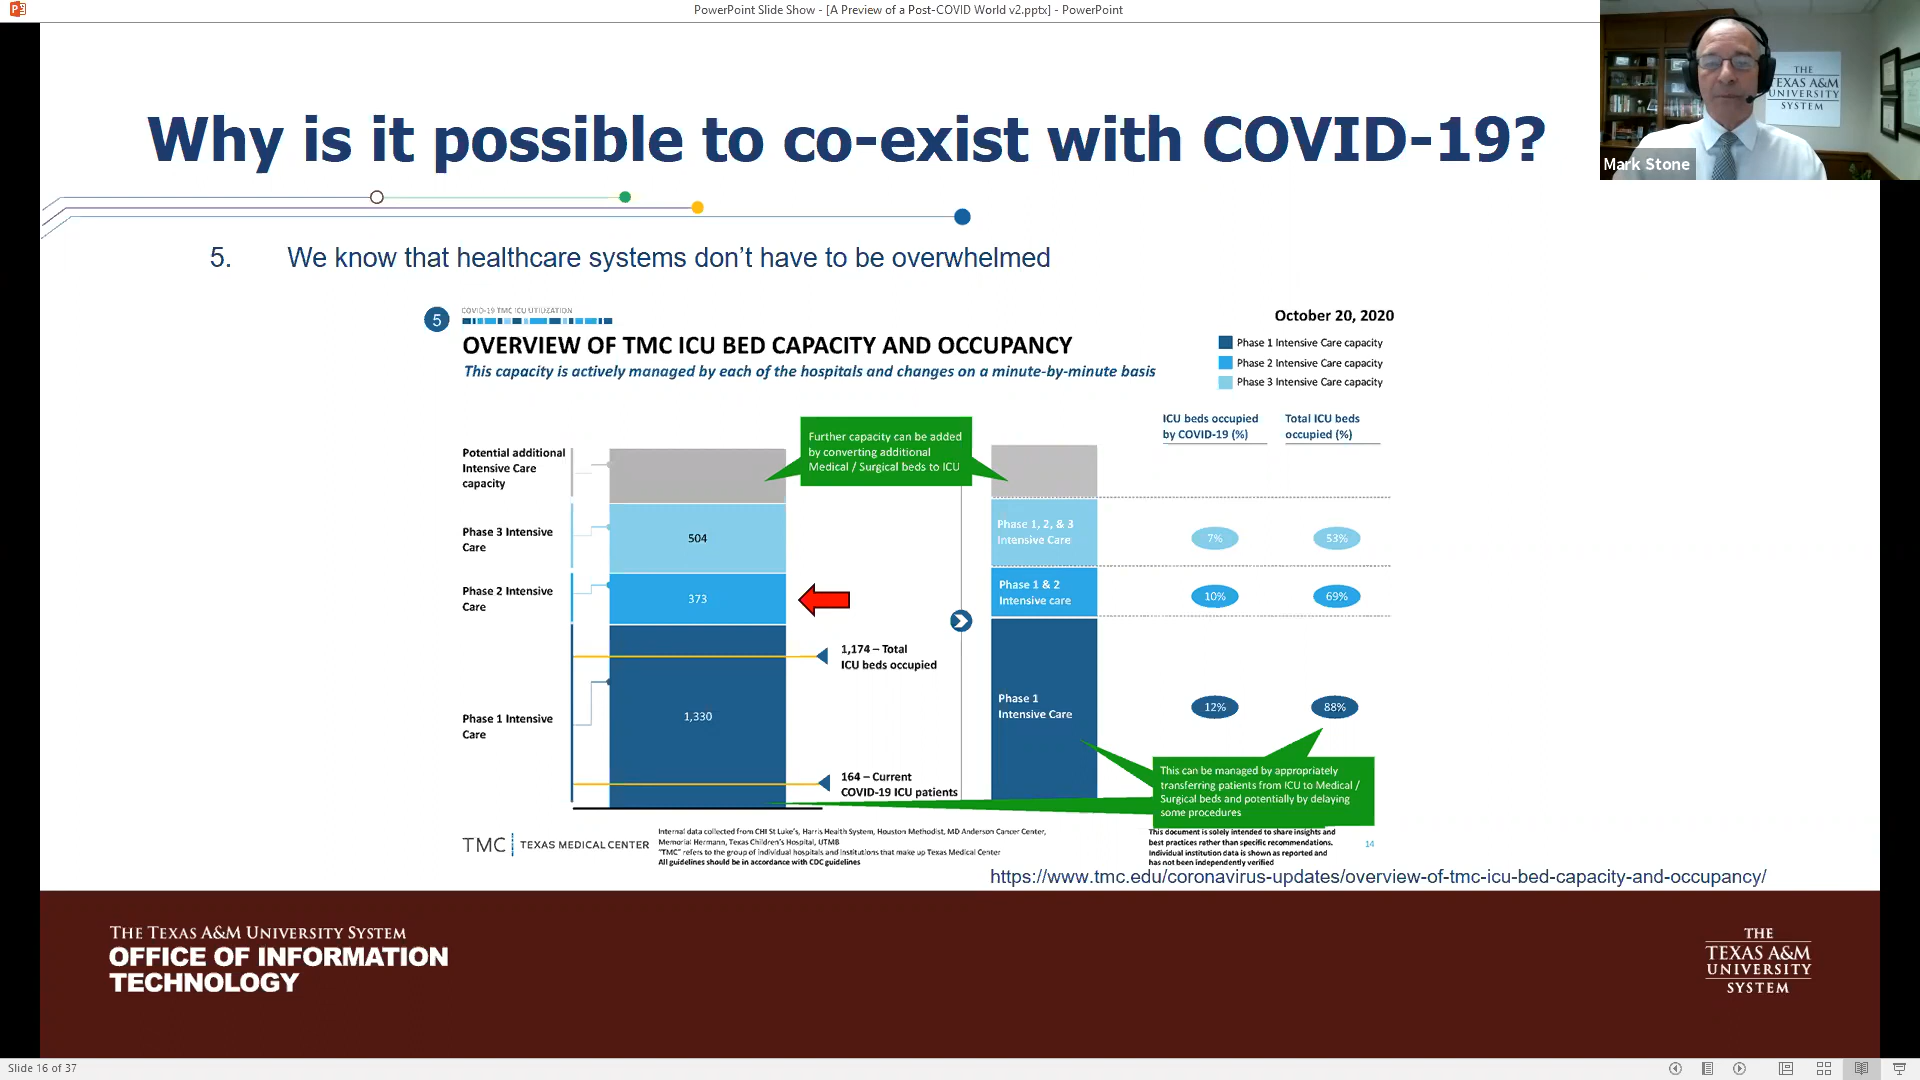 PowerPoint Slide Show - [A Preview of a Post-COVID World v2.pptx] - PowerPoint
THE
TEXAS A&M
UNIVERSITY
SYSTEM
Mark Stone
Why is it possible to co-exist with COVID-19?
5. We know that healthcare systems don’t have to be overwhelmed
5
COVID-19 TMC ICU UTILIZATION
October 20, 2020
OVERVIEW OF TMC ICU BED CAPACITY AND OCCUPANCY
This capacity is actively managed by each of the hospitals and changes on a minute-by-minute basis
Phase 1 Intensive Care capacity
Phase 2 Intensive Care capacity
Phase 3 Intensive Care capacity
ICU beds occupied
by COVID-19 (%)
Total ICU beds
occupied (%)
Potential additional
Intensive Care
capacity
Further capacity can be added
by converting additional
Medical / Surgical beds to ICU
Phase 3 Intensive
Care
504
Phase 1, 2, & 3
Intensive Care
7%
53%
Phase 2 Intensive
Care
373
Phase 1 & 2
Intensive care
10%
69%
1,174 – Total
ICU beds occupied
Phase 1 Intensive
Care
1,330
Phase 1
Intensive Care
12%
88%
164 – Current
COVID-19 ICU patients
This can be managed by appropriately
transferring patients from ICU to Medical /
Surgical beds and potentially by delaying
some procedures
TMC | TEXAS MEDICAL CENTER
Internal data collected from CHI St Luke's, Harris Health System, Houston Methodist, MD Anderson Cancer Center,
Memorial Hermann, Texas Children's Hospital, UTMB
"TMC" refers to the group of individual hospitals and institutions that make up Texas Medical Center
All guidelines should be in accordance with CDC guidelines
This document is solely intended to share insights and
best practices rather than specific recommendations.
Individual institution data is shown as reported and
has not been independently verified
14
https://www.tmc.edu/coronavirus-updates/overview-of-tmc-icu-bed-capacity-and-occupancy/
THE TEXAS A&M UNIVERSITY SYSTEM
OFFICE OF INFORMATION
TECHNOLOGY
THE
TEXAS A&M
UNIVERSITY
SYSTEM
Slide 16 of 37